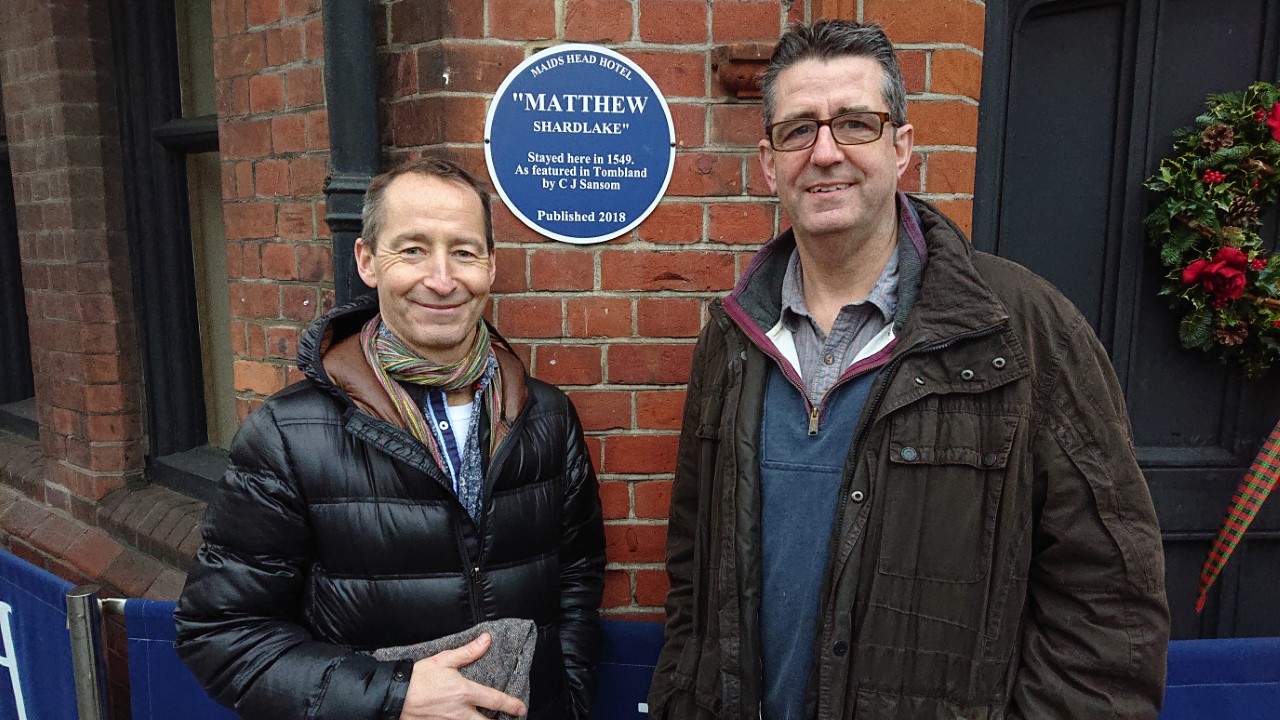 MAIDS HEAD HOTEL
"MATTHEW
SHARDLAKE"
Stayed here in 1549.
As featured in Tombland
by C J Sansom
Published 2018